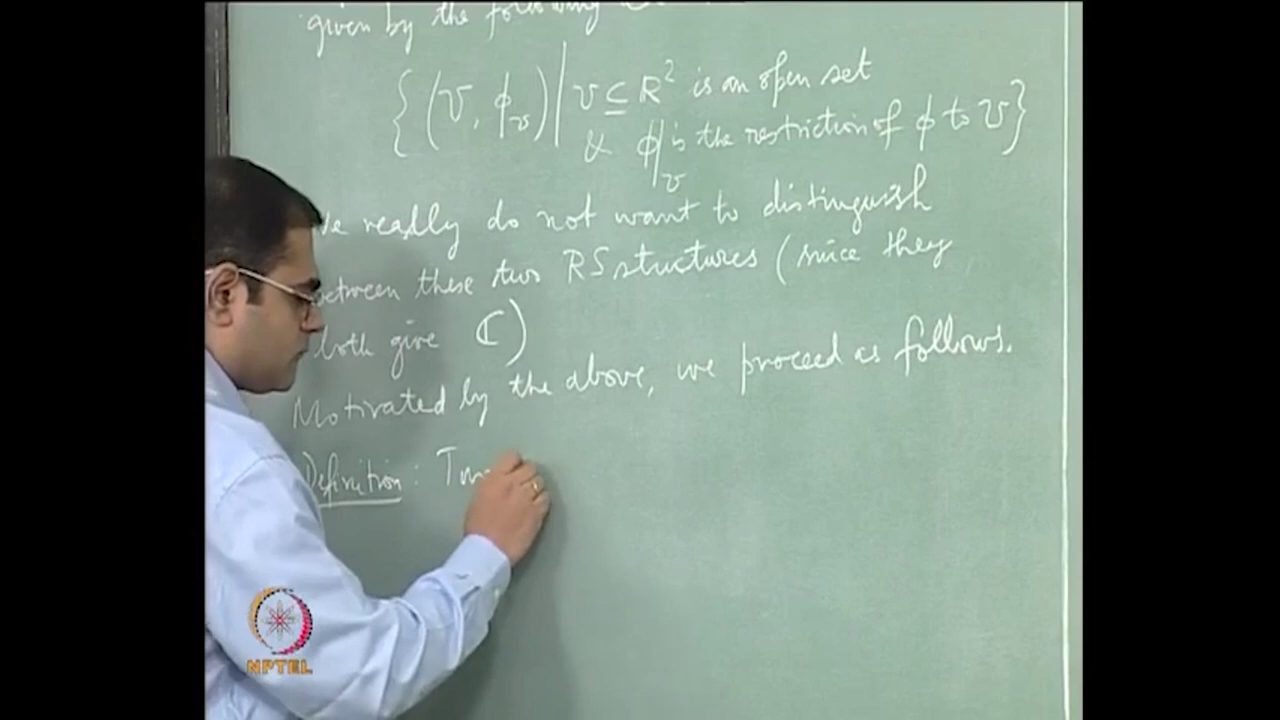 given by the following
{(V, φ_V) | V ⊆ R² is an open set
& φ|_V is the restriction of φ to V}
We really do not want to distinguish
between these two RS structures (since they
both give ℂ)
Motivated by the above, we proceed as follows.
Definition : Tw
NPTEL